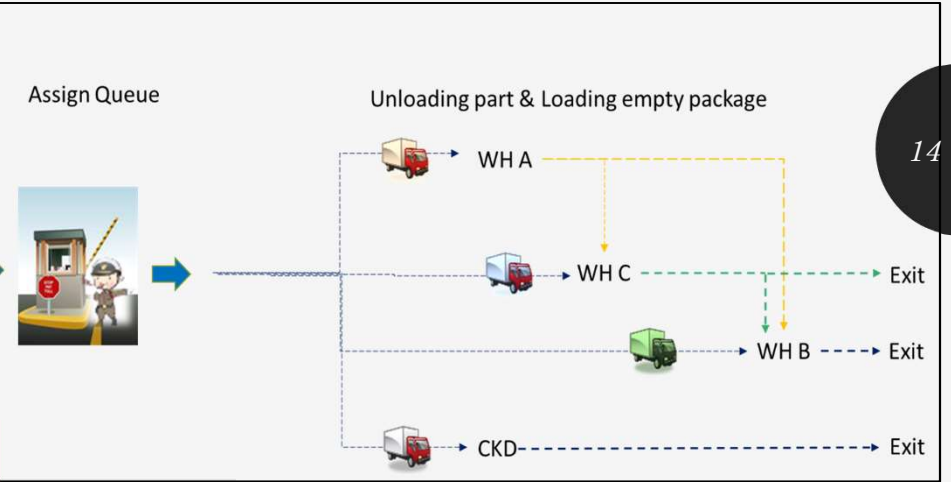 Assign Queue
Unloading part & Loading empty package
14
WH A
WH C
Exit
WH B
Exit
CKD
Exit